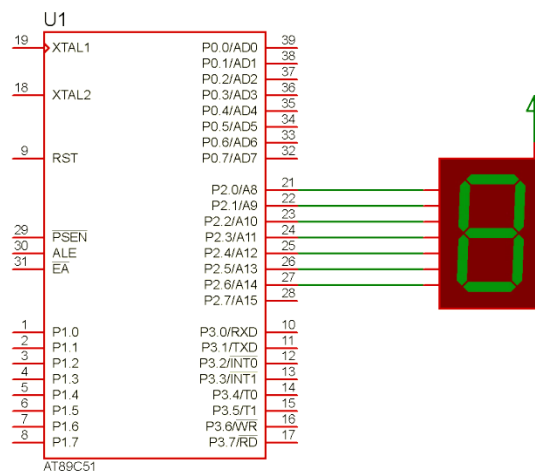 U1
19 XTAL1 P0.0/AD0 39
P0.1/AD1 38
P0.2/AD2 37
18 XTAL2 P0.3/AD3 36
P0.4/AD4 35
P0.5/AD5 34
P0.6/AD6 33
9 RST P0.7/AD7 32
P2.0/A8 21
P2.1/A9 22
P2.2/A10 23
29 PSEN P2.3/A11 24
30 ALE P2.4/A12 25
31 EA P2.5/A13 26
P2.6/A14 27
P2.7/A15 28
1 P1.0 P3.0/RXD 10
2 P1.1 P3.1/TXD 11
3 P1.2 P3.2/INT0 12
4 P1.3 P3.3/INT1 13
5 P1.4 P3.4/T0 14
6 P1.5 P3.5/T1 15
7 P1.6 P3.6/WR 16
8 P1.7 P3.7/RD 17
AT89C51